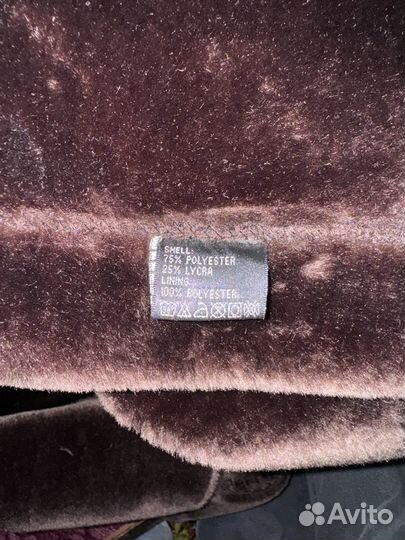 SHELL:
75% POLYESTER
25% LYCRA
LINING:
100% POLYESTER
Avito